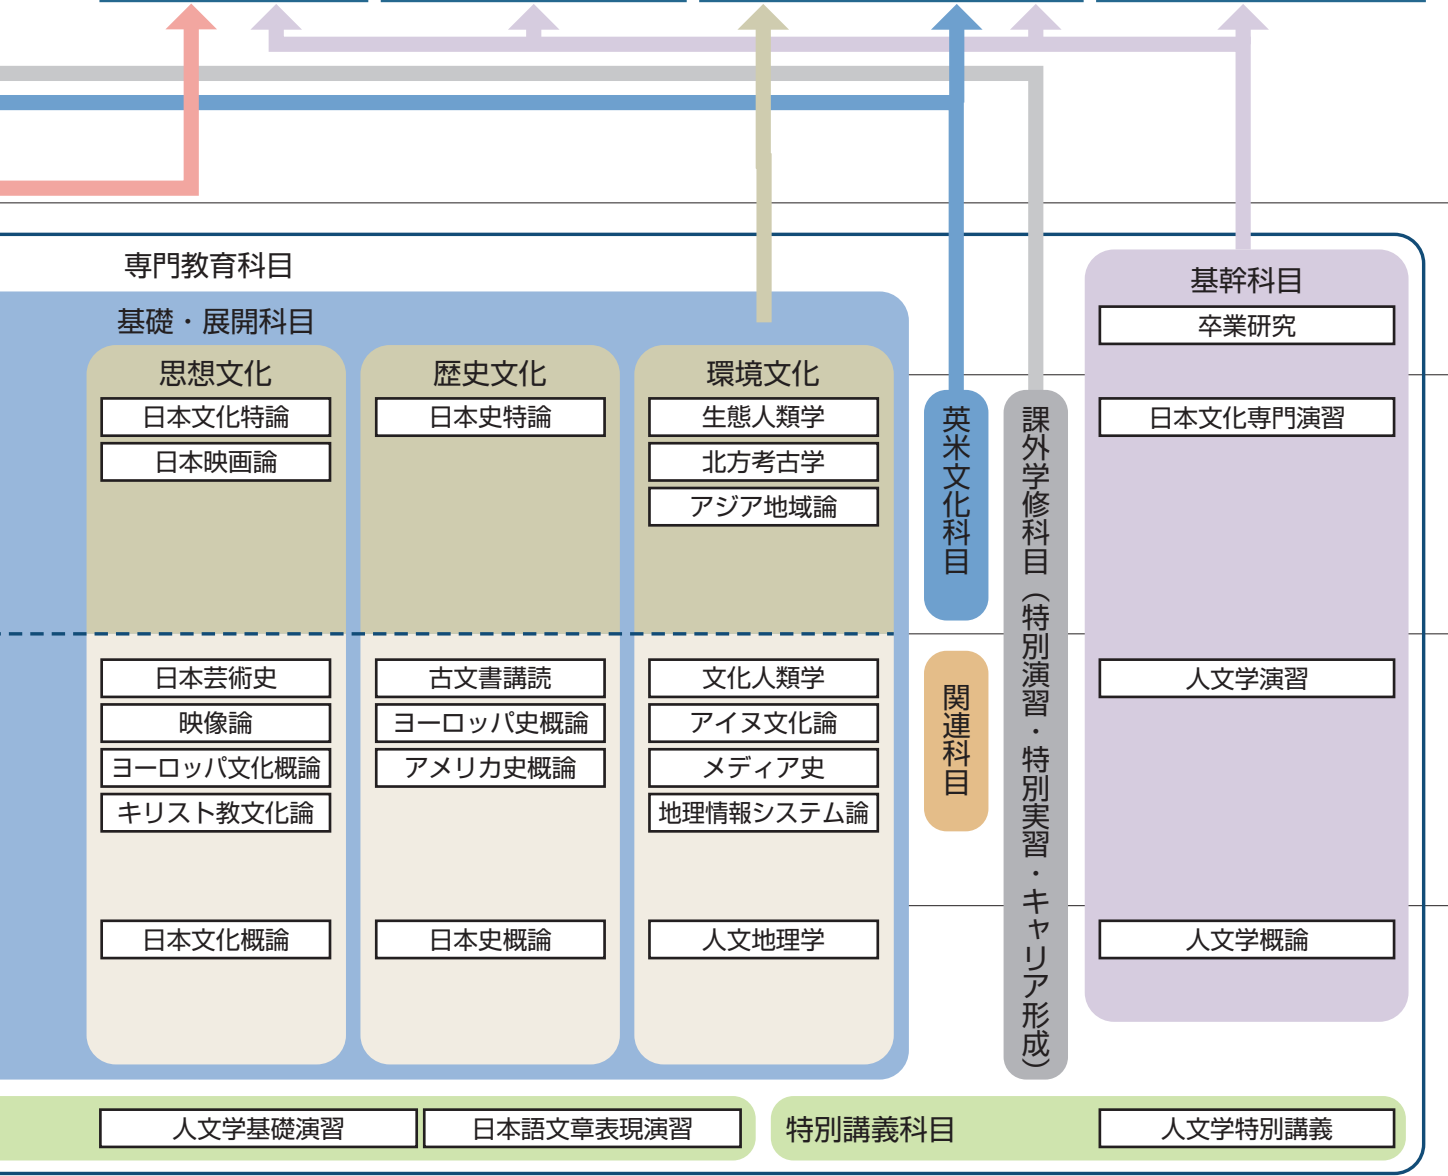 専門教育科目
基礎・展開科目
思想文化
日本文化特論
日本映画論
日本芸術史
映像論
ヨーロッパ文化概論
キリスト教文化論
日本文化概論
歴史文化
日本史特論
古文書講読
ヨーロッパ史概論
アメリカ史概論
日本史概論
環境文化
生態人類学
北方考古学
アジア地域論
文化人類学
アイヌ文化論
メディア史
地理情報システム論
人文地理学
英米文化科目
関連科目
課外学修科目（特別演習・特別実習・キャリア形成）
基幹科目
卒業研究
日本文化専門演習
人文学演習
人文学概論
人文学基礎演習
日本語文章表現演習
特別講義科目
人文学特別講義